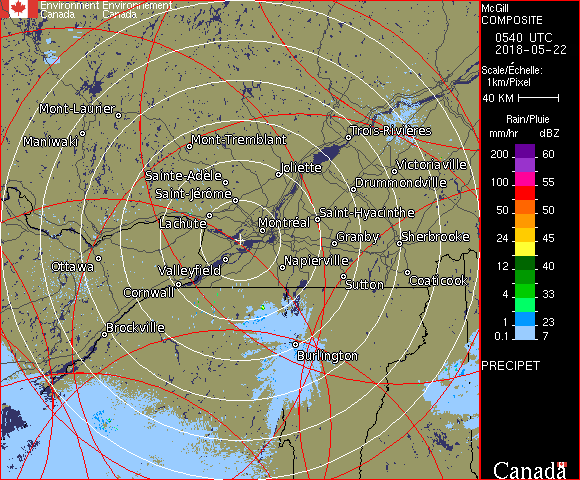 Environment Environnement
Canada Canada
McGill
COMPOSITE
0540 UTC
2018-05-22
Scale/Échelle:
1km/Pixel
40 KM
Rain/Pluie
mm/hr dBZ
200 60
150 57
100 55
50 50
24 45
12 40
4 33
1 23
0.1 7
PRECIPET
Canada
Mont-Laurier
Maniwaki
Mont-Tremblant
Trois-Rivières
Sainte-Adèle
Joliette
Victoriaville
Saint-Jérôme
Drummondville
Lachute
Montréal
Saint-Hyacinthe
Granby
Sherbrooke
Ottawa
Valleyfield
Napierville
Cornwall
Sutton
Coaticook
Brockville
Burlington